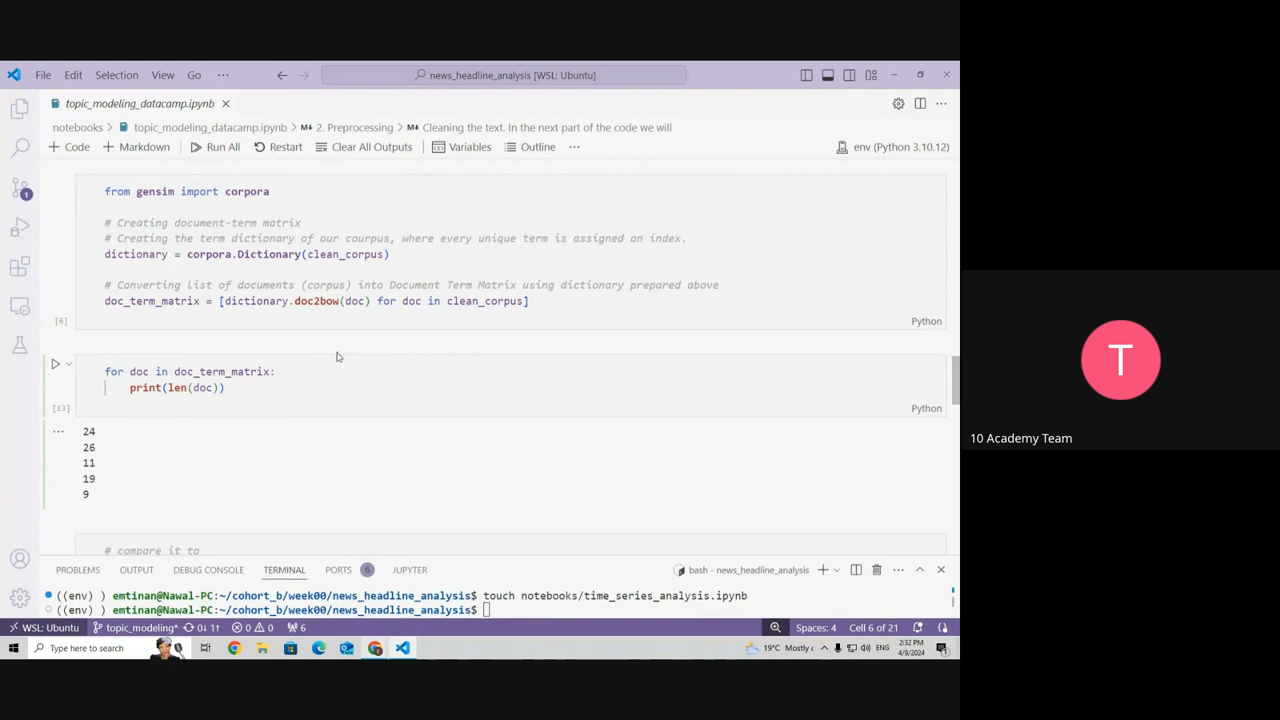 File Edit Selection View Go ··· news_headline_analysis [WSL: Ubuntu]
topic_modeling_datacamp.ipynb
notebooks > topic_modeling_datacamp.ipynb > 2. Preprocessing > Cleaning the text. In the next part of the code we will
+ Code + Markdown Run All Restart Clear All Outputs Variables Outline ··· env (Python 3.10.12)
from gensim import corpora
# Creating document-term matrix
# Creating the term dictionary of our courpus, where every unique term is assigned an index.
dictionary = corpora.Dictionary(clean_corpus)
# Converting list of documents (corpus) into Document Term Matrix using dictionary prepared above
doc_term_matrix = [dictionary.doc2bow(doc) for doc in clean_corpus]
[6] Python
for doc in doc_term_matrix:
print(len(doc))
[13] Python
24
26
11
19
9
# compare it to
1
T
10 Academy Team
PROBLEMS OUTPUT DEBUG CONSOLE TERMINAL PORTS 6 JUPYTER bash - news_headline_analysis
((env) ) emtinan@Nawal-PC:~/cohort_b/week00/news_headline_analysis$ touch notebooks/time_series_analysis.ipynb
((env) ) emtinan@Nawal-PC:~/cohort_b/week00/news_headline_analysis$
WSL: Ubuntu topic_modeling* 0↓ 1↑ 0 0 6 Spaces: 4 Cell 6 of 21
Type here to search 19°C Mostly c ENG 2:32 PM
4/9/2024